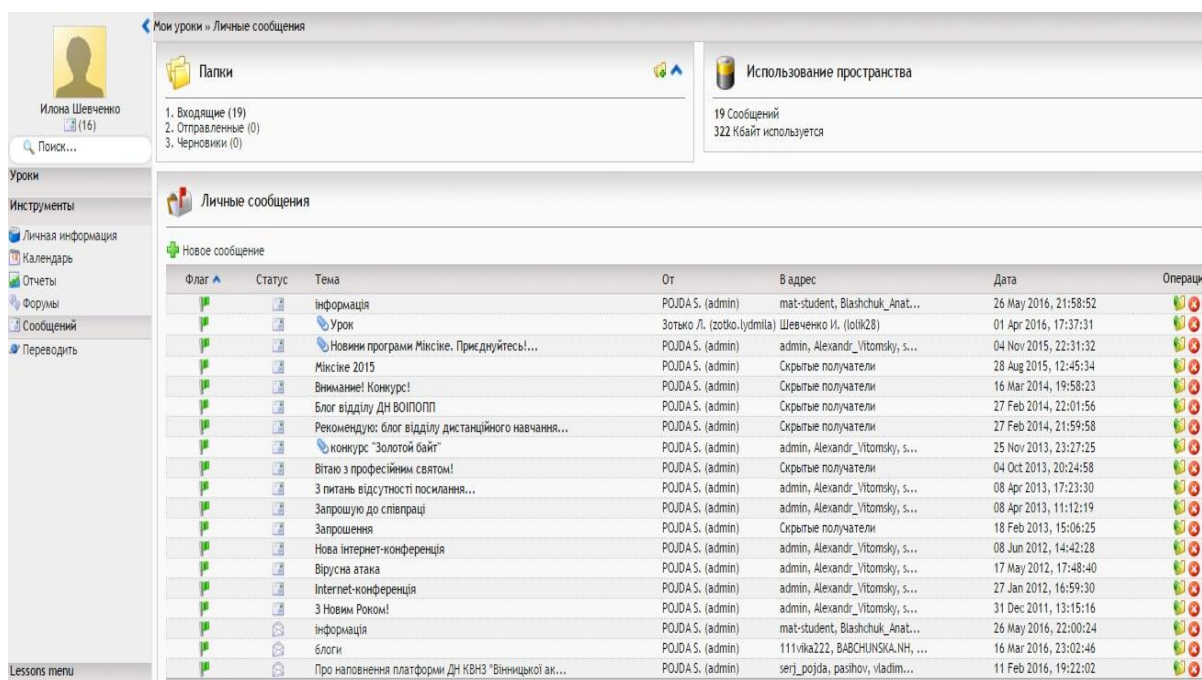 Мои уроки » Личные сообщения
Илона Шевченко
(16)
Поиск...
Уроки
Инструменты
Личная информация
Календарь
Отчеты
Форумы
Сообщений
Переводить
Lessons menu
Папки
1. Входящие (19)
2. Отправленные (0)
3. Черновики (0)
Использование пространства
19 Сообщений
322 Кбайт используется
Личные сообщения
Новое сообщение
Флаг Статус Тема От В адрес Дата Операци
інформація POJDA S. (admin) mat-student, Blashchuk_Anat... 26 May 2016, 21:58:52
Урок Зотько Л. (zotko.lydmila) Шевченко И. (lolik28) 01 Apr 2016, 17:37:31
Новини програми Міксіке. Приєднуйтесь!... POJDA S. (admin) admin, Alexandr_Vitomsky, s... 04 Nov 2015, 22:31:32
Міксіке 2015 POJDA S. (admin) Скрытые получатели 28 Aug 2015, 12:45:34
Внимание! Конкурс! POJDA S. (admin) Скрытые получатели 16 Mar 2014, 19:58:23
Блог відділу ДН ВОІПОПП POJDA S. (admin) Скрытые получатели 27 Feb 2014, 22:01:56
Рекомендую: блог відділу дистанційного навчання... POJDA S. (admin) Скрытые получатели 27 Feb 2014, 21:59:58
конкурс "Золотой байт" POJDA S. (admin) admin, Alexandr_Vitomsky, s... 25 Nov 2013, 23:27:25
Вітаю з професійним святом! POJDA S. (admin) Скрытые получатели 04 Oct 2013, 20:24:58
З питань відсутності посилання... POJDA S. (admin) admin, Alexandr_Vitomsky, s... 08 Apr 2013, 17:23:30
Запрошую до співпраці POJDA S. (admin) admin, Alexandr_Vitomsky, s... 08 Apr 2013, 11:12:19
Запрошення POJDA S. (admin) Скрытые получатели 18 Feb 2013, 15:06:25
Нова інтернет-конференція POJDA S. (admin) admin, Alexandr_Vitomsky, s... 08 Jun 2012, 14:42:28
Вірусна атака POJDA S. (admin) admin, Alexandr_Vitomsky, s... 17 May 2012, 17:48:40
Internet-конференція POJDA S. (admin) admin, Alexandr_Vitomsky, s... 27 Jan 2012, 16:59:30
З Новим Роком! POJDA S. (admin) admin, Alexandr_Vitomsky, s... 31 Dec 2011, 13:15:16
інформація POJDA S. (admin) mat-student, Blashchuk_Anat... 26 May 2016, 22:00:24
блоги POJDA S. (admin) 111vika222, BABCHUNSKA.NH, ... 16 Mar 2016, 23:02:46
Про наповнення платформи ДН КВНЗ "Вінницької ак... POJDA S. (admin) serj_pojda, pasihov, vladim... 11 Feb 2016, 19:22:02